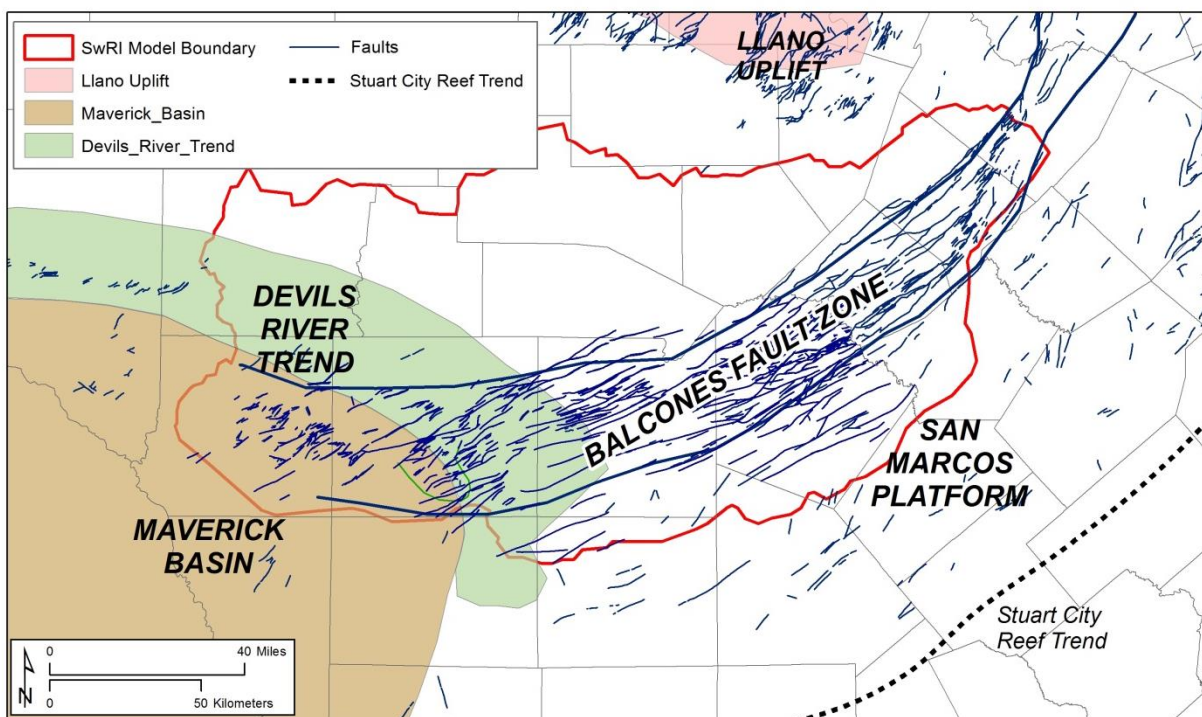 SwRI Model Boundary
Llano Uplift
Maverick_Basin
Devils_River_Trend
Faults
Stuart City Reef Trend
LLANO
UPLIFT
DEVILS
RIVER
TREND
BALCONES FAULT ZONE
SAN
MARCOS
PLATFORM
MAVERICK
BASIN
Stuart City
Reef Trend
N
0 40 Miles
0 50 Kilometers